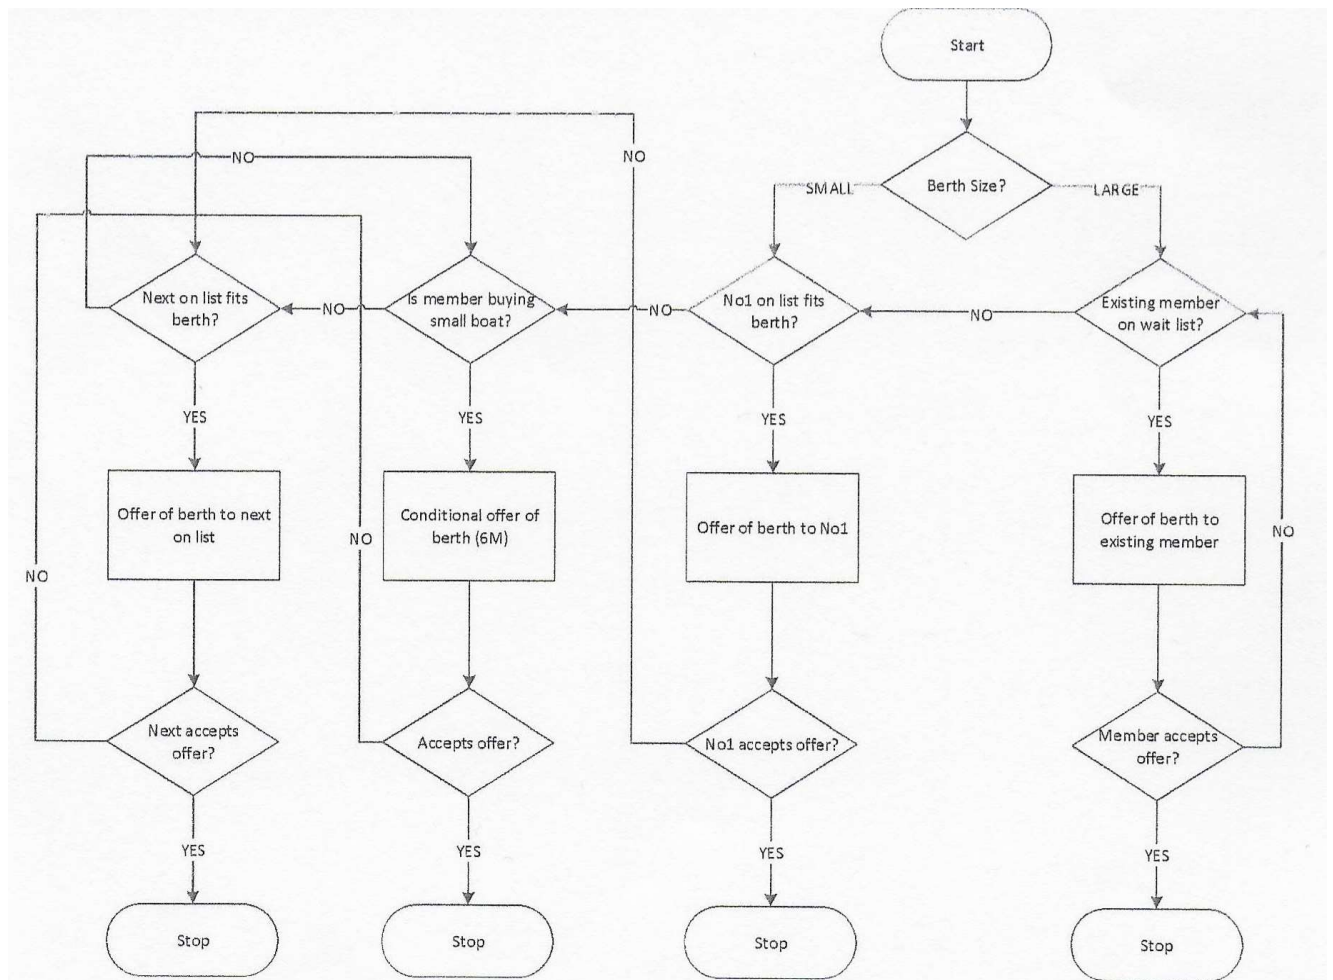 Start
NO
NO
Berth Size?
SMALL
LARGE
Next on list fits
berth?
NO
Is member buying
small boat?
NO
No1 on list fits
berth?
NO
Existing member
on wait list?
YES
YES
YES
YES
Offer of berth to next
on list
Conditional offer of
berth (6M)
Offer of berth to No1
Offer of berth to
existing member
NO
NO
NO
Next accepts
offer?
Accepts offer?
No1 accepts offer?
Member accepts
offer?
YES
YES
YES
YES
Stop
Stop
Stop
Stop